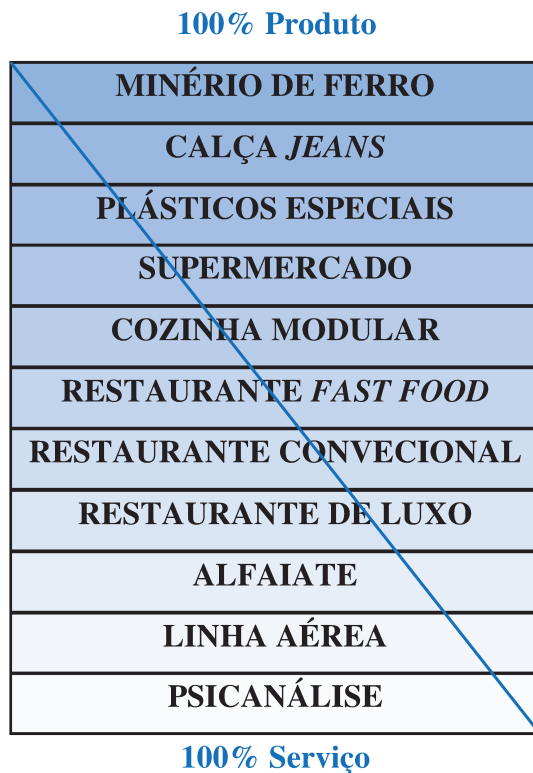 100% Produto
MINÉRIO DE FERRO
CALÇA JEANS
PLÁSTICOS ESPECIAIS
SUPERMERCADO
COZINHA MODULAR
RESTAURANTE FAST FOOD
RESTAURANTE CONVECIONAL
RESTAURANTE DE LUXO
ALFAIATE
LINHA AÉREA
PSICANÁLISE
100% Serviço